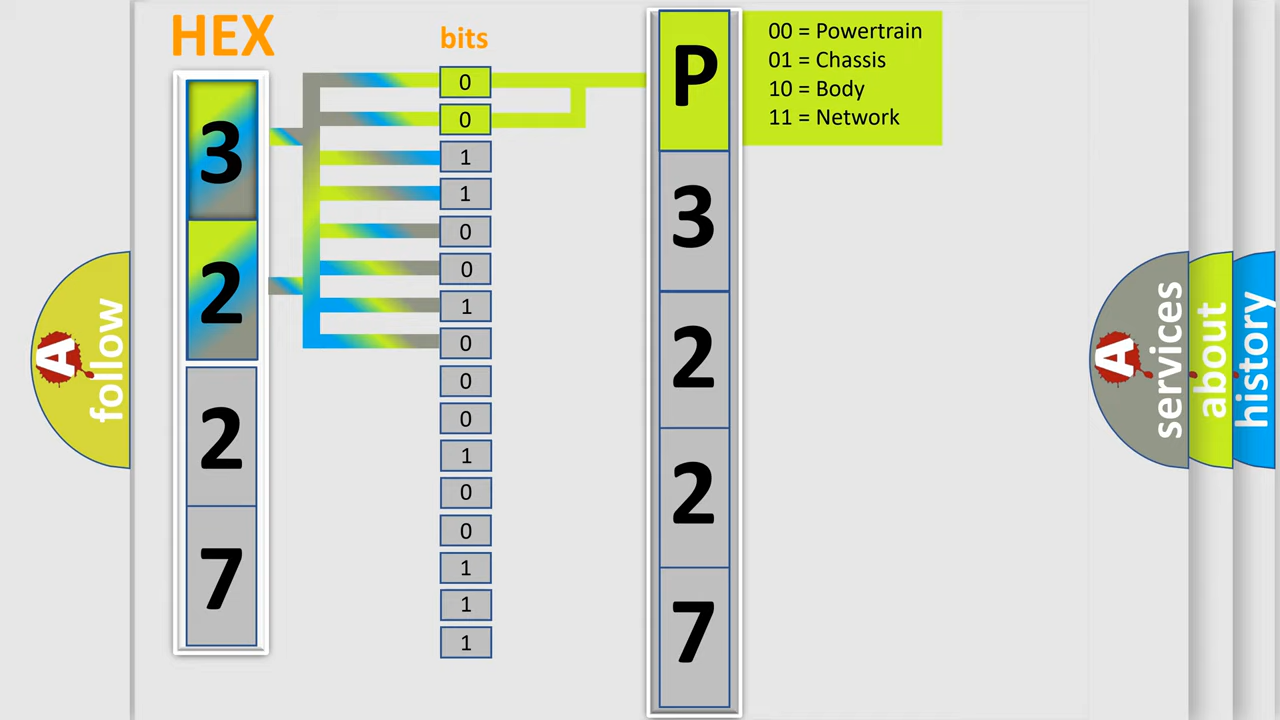 HEX
bits
3
2
2
7
0
0
1
1
0
0
1
0
0
0
1
0
0
1
1
1
P
3
2
2
7
00 = Powertrain
01 = Chassis
10 = Body
11 = Network
A
follow
A
services
about
history